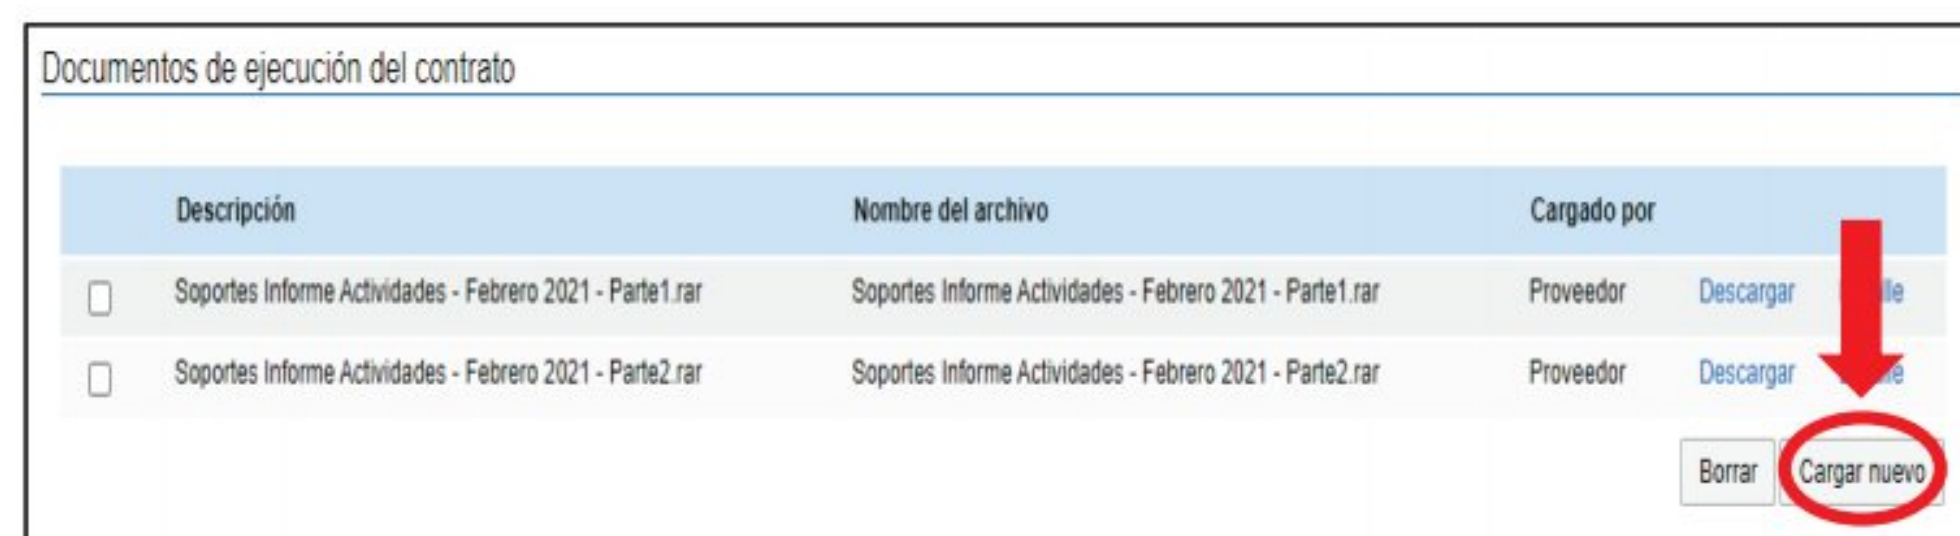 Documentos de ejecución del contrato
Descripción Nombre del archivo Cargado por
Soportes Informe Actividades - Febrero 2021 - Parte1.rar Soportes Informe Actividades - Febrero 2021 - Parte1.rar Proveedor Descargar
Soportes Informe Actividades - Febrero 2021 - Parte2.rar Soportes Informe Actividades - Febrero 2021 - Parte2.rar Proveedor Descargar
Borrar Cargar nuevo